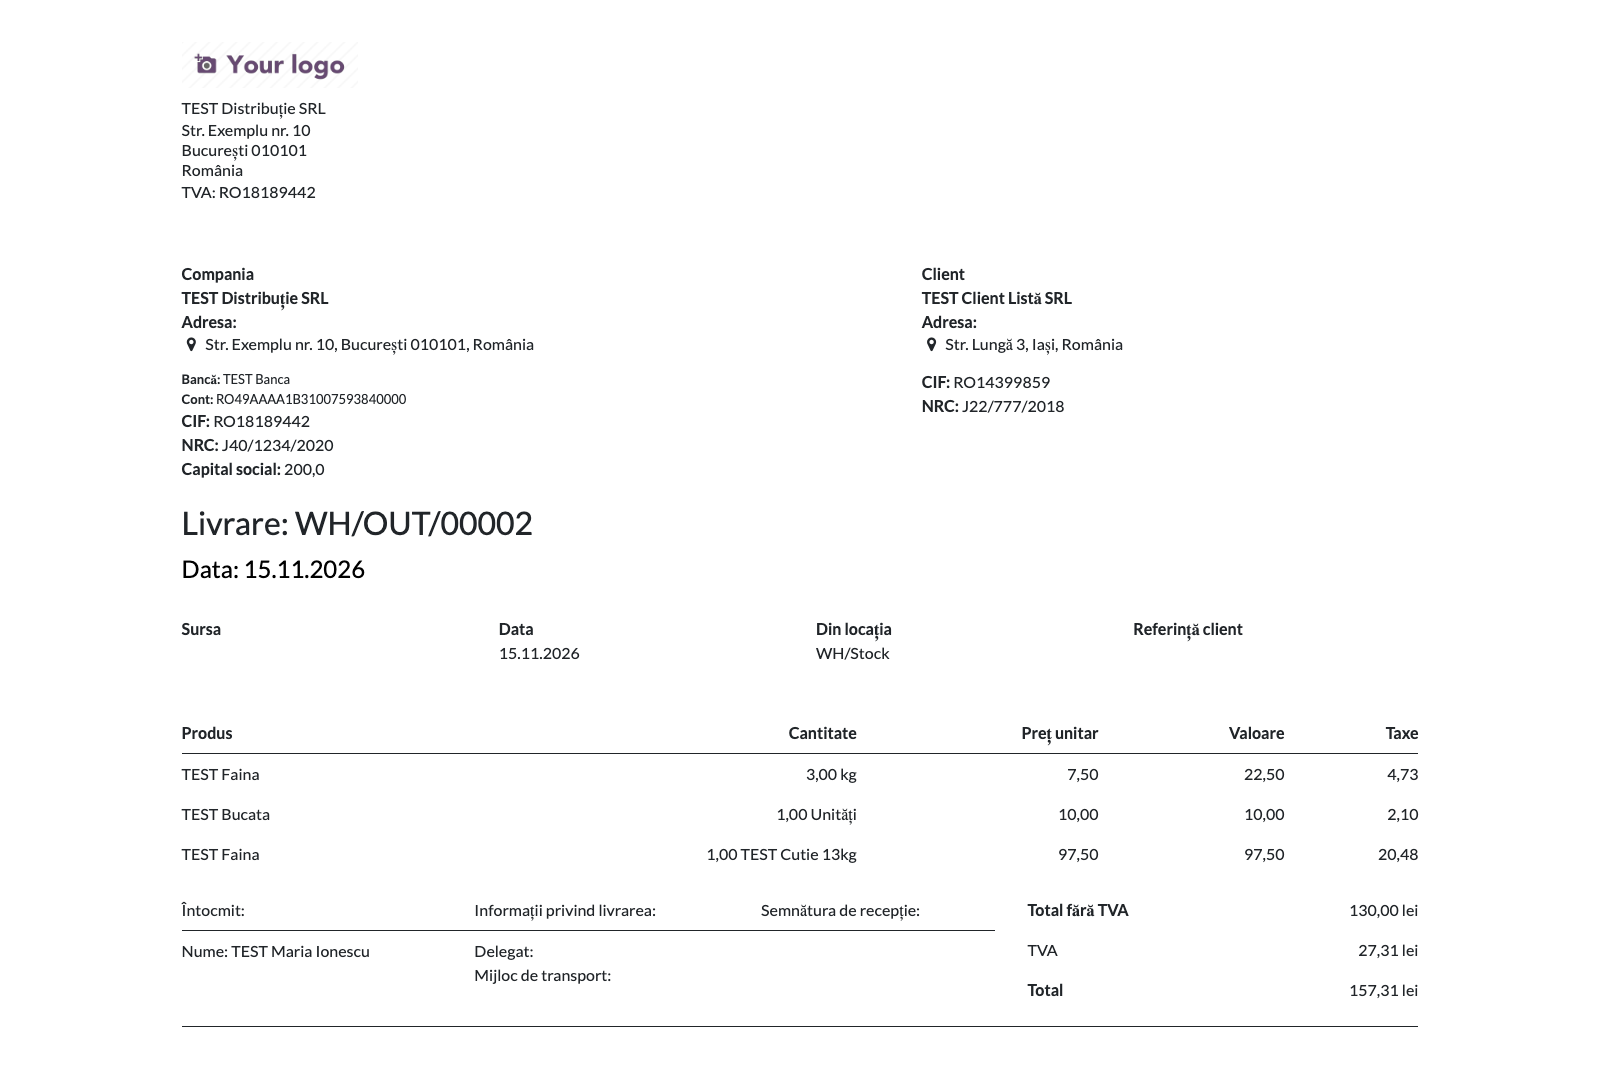 Your logo
TEST Distribuție SRL
Str. Exemplu nr. 10
București 010101
România
TVA: RO18189442
Compania
TEST Distribuție SRL
Adresa:
Str. Exemplu nr. 10, București 010101, România
Bancă: TEST Banca
Cont: RO49AAAA1B31007593840000
CIF: RO18189442
NRC: J40/1234/2020
Capital social: 200,0
Client
TEST Client Listă SRL
Adresa:
Str. Lungă 3, Iași, România
CIF: RO14399859
NRC: J22/777/2018
Livrare: WH/OUT/00002
Data: 15.11.2026
Sursa Data Din locația Referință client
15.11.2026 WH/Stock
Produs Cantitate Preț unitar Valoare Taxe
TEST Faina 3,00 kg 7,50 22,50 4,73
TEST Bucata 1,00 Unități 10,00 10,00 2,10
TEST Faina 1,00 TEST Cutie 13kg 97,50 97,50 20,48
Întocmit: Informații privind livrarea: Semnătura de recepție:
Nume: TEST Maria Ionescu Delegat:
Mijloc de transport:
Total fără TVA 130,00 lei
TVA 27,31 lei
Total 157,31 lei